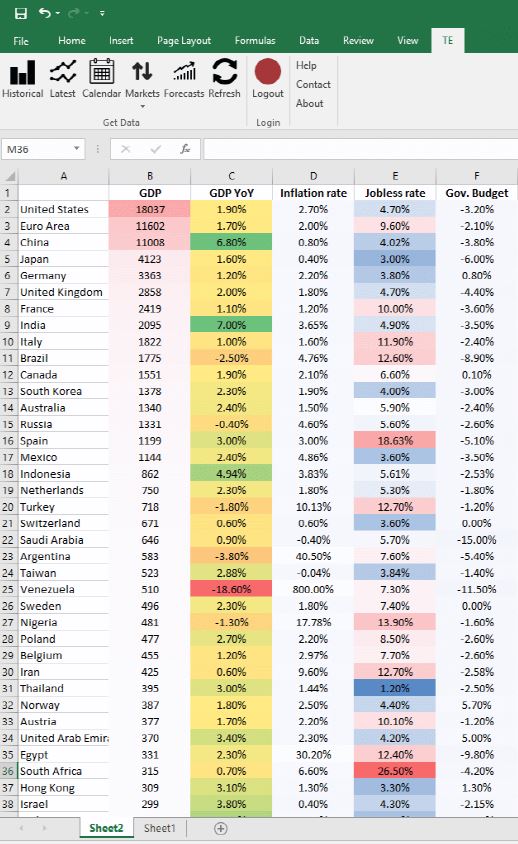 File Home Insert Page Layout Formulas Data Review View TE
Historical Latest Calendar Markets Forecasts Refresh Logout Help
Contact
About
Get Data Login
M36 fx
A B C D E F
1 GDP GDP YoY Inflation rate Jobless rate Gov. Budget
2 United States 18037 1.90% 2.70% 4.70% -3.20%
3 Euro Area 11602 1.70% 2.00% 9.60% -2.10%
4 China 11008 6.80% 0.80% 4.02% -3.80%
5 Japan 4123 1.60% 0.40% 3.00% -6.00%
6 Germany 3363 1.20% 2.20% 3.80% 0.80%
7 United Kingdom 2858 2.00% 1.80% 4.70% -4.40%
8 France 2419 1.10% 1.20% 10.00% -3.60%
9 India 2095 7.00% 3.65% 4.90% -3.50%
10 Italy 1822 1.00% 1.60% 11.90% -2.40%
11 Brazil 1775 -2.50% 4.76% 12.60% -8.90%
12 Canada 1551 1.90% 2.10% 6.60% 0.10%
13 South Korea 1378 2.30% 1.90% 4.00% -3.00%
14 Australia 1340 2.40% 1.50% 5.90% -2.40%
15 Russia 1331 -0.40% 4.60% 5.60% -2.60%
16 Spain 1199 3.00% 3.00% 18.63% -5.10%
17 Mexico 1144 2.40% 4.86% 3.60% -3.50%
18 Indonesia 862 4.94% 3.83% 5.61% -2.53%
19 Netherlands 750 2.30% 1.80% 5.30% -1.80%
20 Turkey 718 -1.80% 10.13% 12.70% -1.20%
21 Switzerland 671 0.60% 0.60% 3.60% 0.00%
22 Saudi Arabia 646 0.90% -0.40% 5.70% -15.00%
23 Argentina 583 -3.80% 40.50% 7.60% -5.40%
24 Taiwan 523 2.88% -0.04% 3.84% -1.40%
25 Venezuela 510 -18.60% 800.00% 7.30% -11.50%
26 Sweden 496 2.30% 1.80% 7.40% 0.00%
27 Nigeria 481 -1.30% 17.78% 13.90% -1.60%
28 Poland 477 2.70% 2.20% 8.50% -2.60%
29 Belgium 455 1.20% 2.97% 7.70% -2.60%
30 Iran 425 0.60% 9.60% 12.70% -2.58%
31 Thailand 395 3.00% 1.44% 1.20% -2.50%
32 Norway 387 1.80% 2.50% 4.40% 5.70%
33 Austria 377 1.70% 2.20% 10.10% -1.20%
34 United Arab Emir 370 3.40% 2.30% 4.20% 5.00%
35 Egypt 331 2.30% 30.20% 12.40% -9.80%
36 South Africa 315 0.70% 6.60% 26.50% -4.20%
37 Hong Kong 309 3.10% 1.30% 3.30% 1.30%
38 Israel 299 3.80% 0.40% 4.30% -2.15%
Sheet2 Sheet1